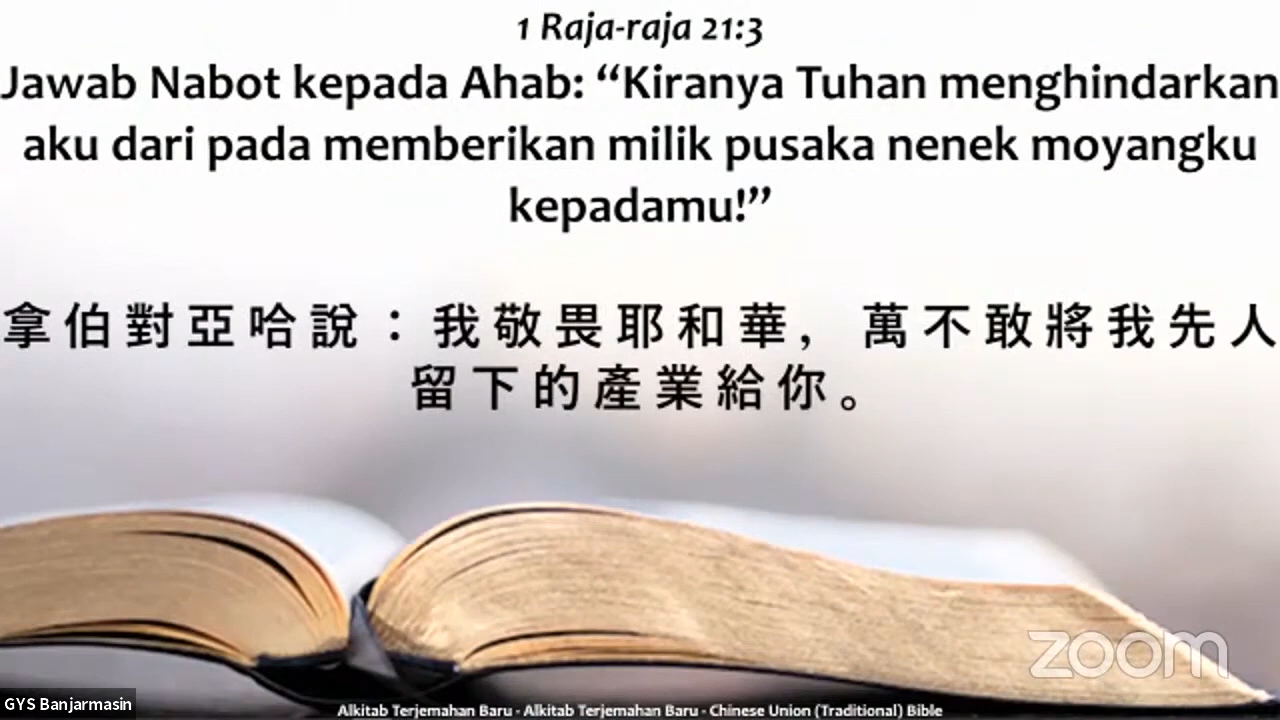 1 Raja-raja 21:3
Jawab Nabot kepada Ahab: “Kiranya Tuhan menghindarkan
aku dari pada memberikan milik pusaka nenek moyangku
kepadamu!”
拿伯對亞哈說：我敬畏耶和華，萬不敢將我先人
留下的產業給你。
zoom
GYS Banjarmasin
Alkitab Terjemahan Baru - Alkitab Terjemahan Baru - Chinese Union (Traditional) Bible